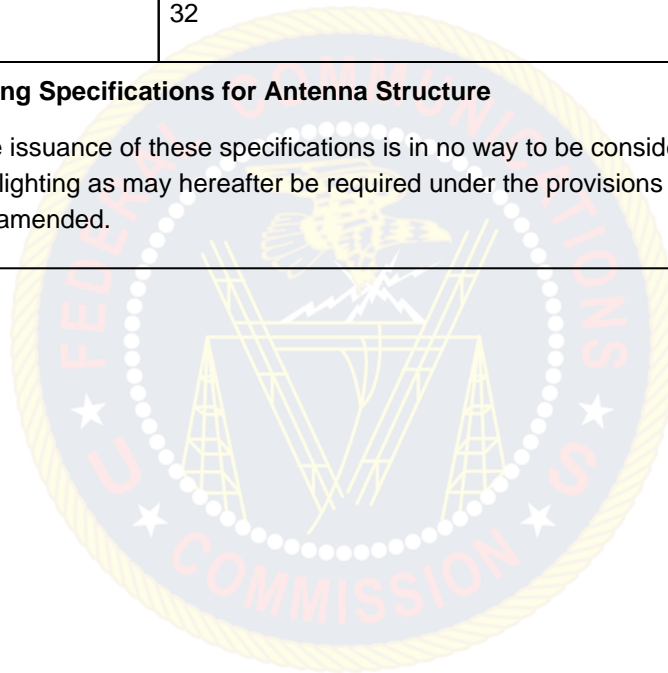 32
ng Specifications for Antenna Structure
e issuance of these specifications is in no way to be conside
lighting as may hereafter be required under the provisions
amended.
FEDERAL COMMUNICATIONS
U S
COMMISSION